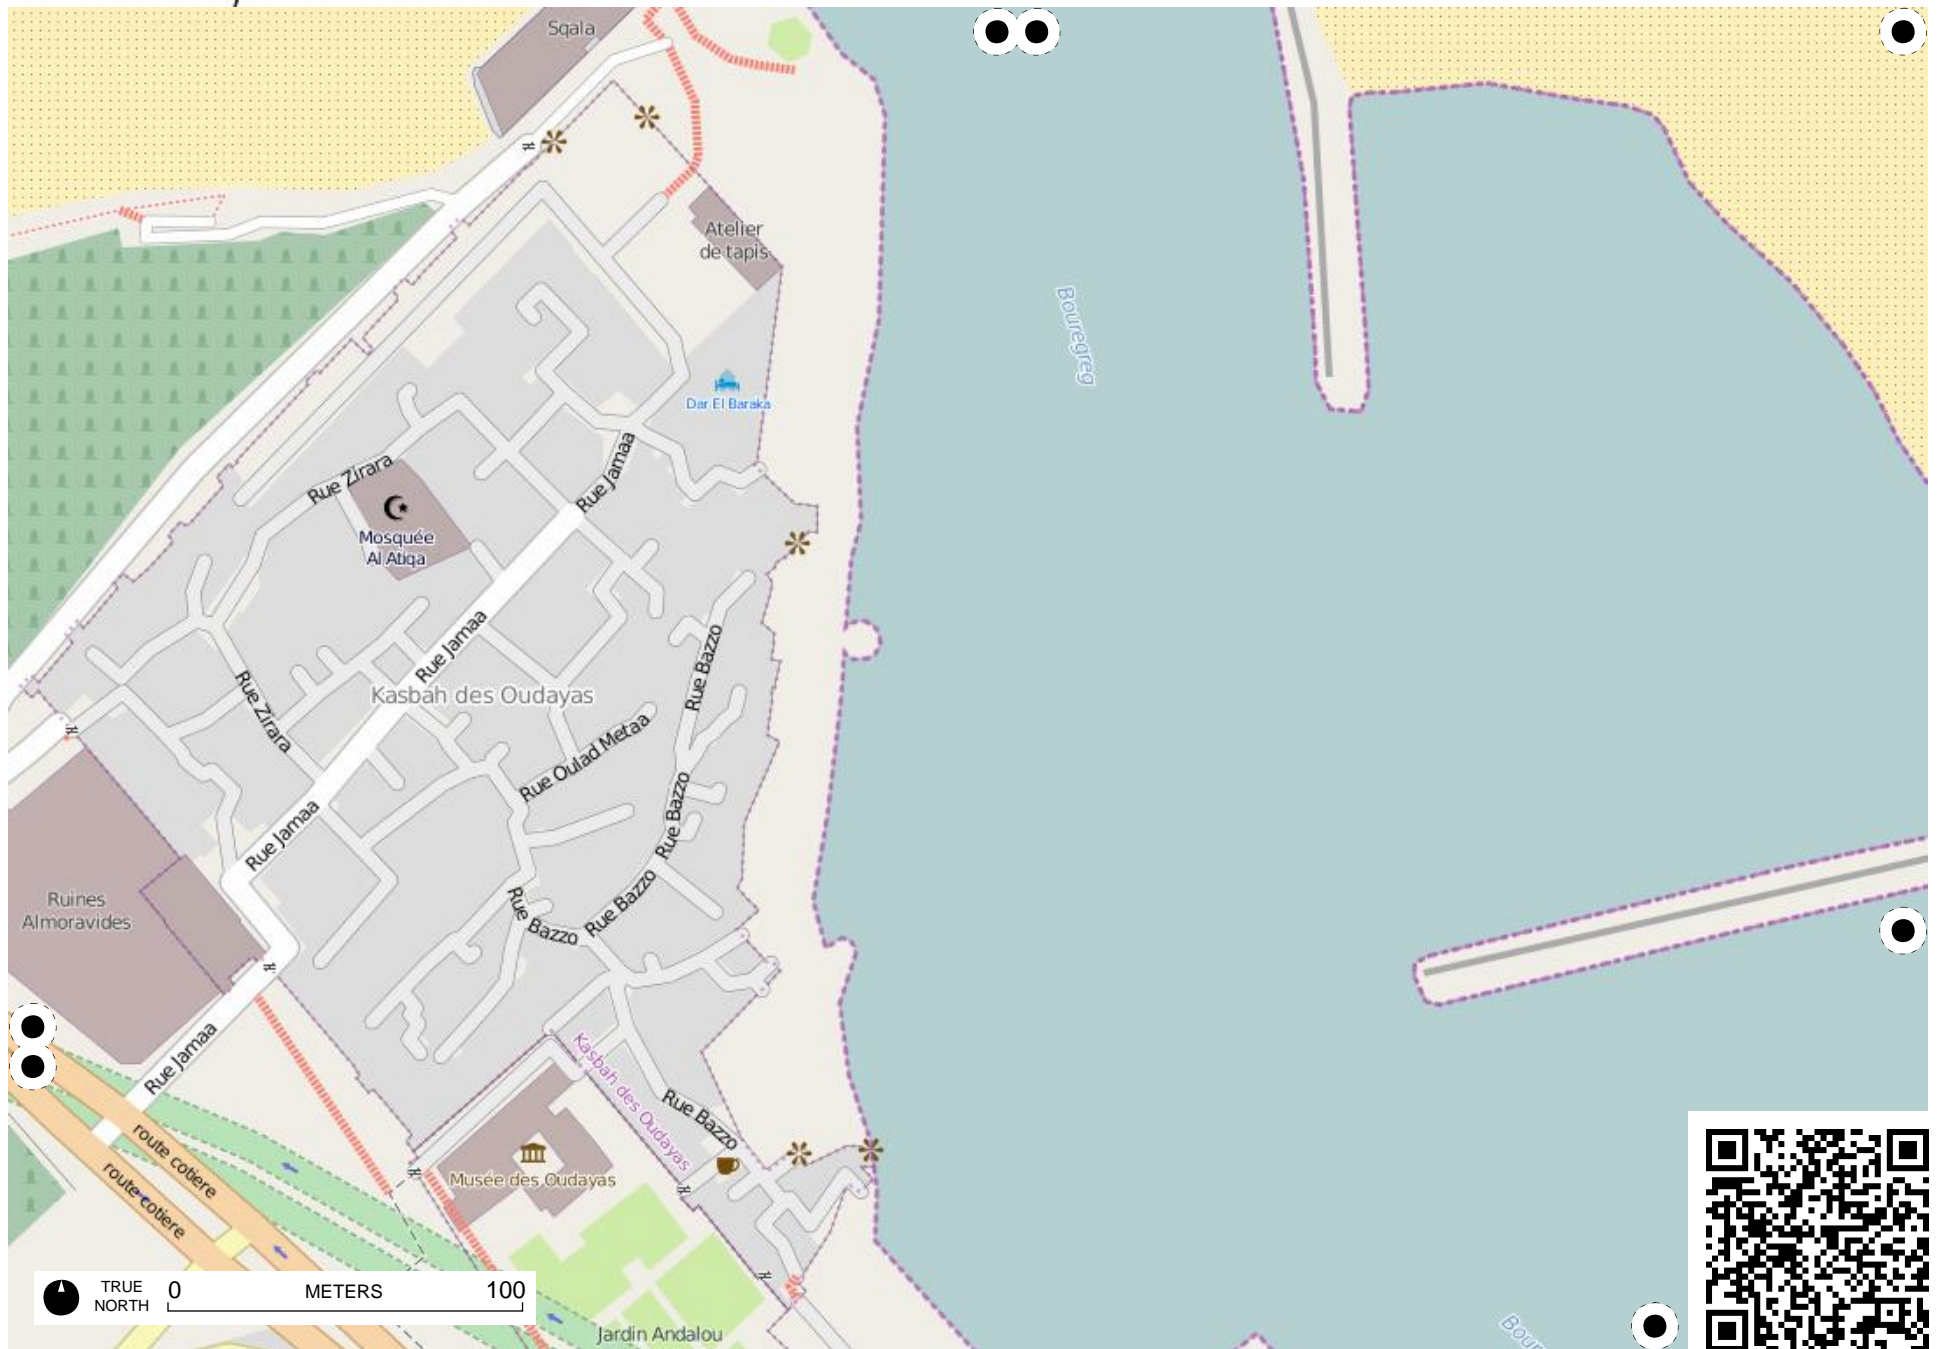 Sqala
Atelier
de tapis
Bouregreg
Dar El Baraka
Rue Jamaa
Rue Zirara
Mosquée
Al Atiqa
Rue Jamaa
Rue Bazzo
Kasbah des Oudayas
Rue Zirara
Rue Oulad Metaa
Rue Bazzo
Rue Jamaa
Ruines
Almoravides
Rue Bazzo
Rue Bazzo
Rue Jamaa
Kasbah des Oudayas
Rue Bazzo
route cotiere
route cotiere
Musée des Oudayas
TRUE
NORTH
0 METERS 100
Jardin Andalou